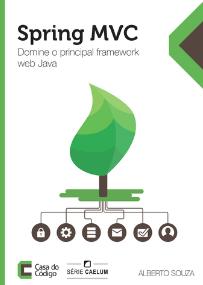 Spring MVC
Domine o principal framework
web Java
Casa do
Código
SÉRIE CAELUM
ALBERTO SOUZA